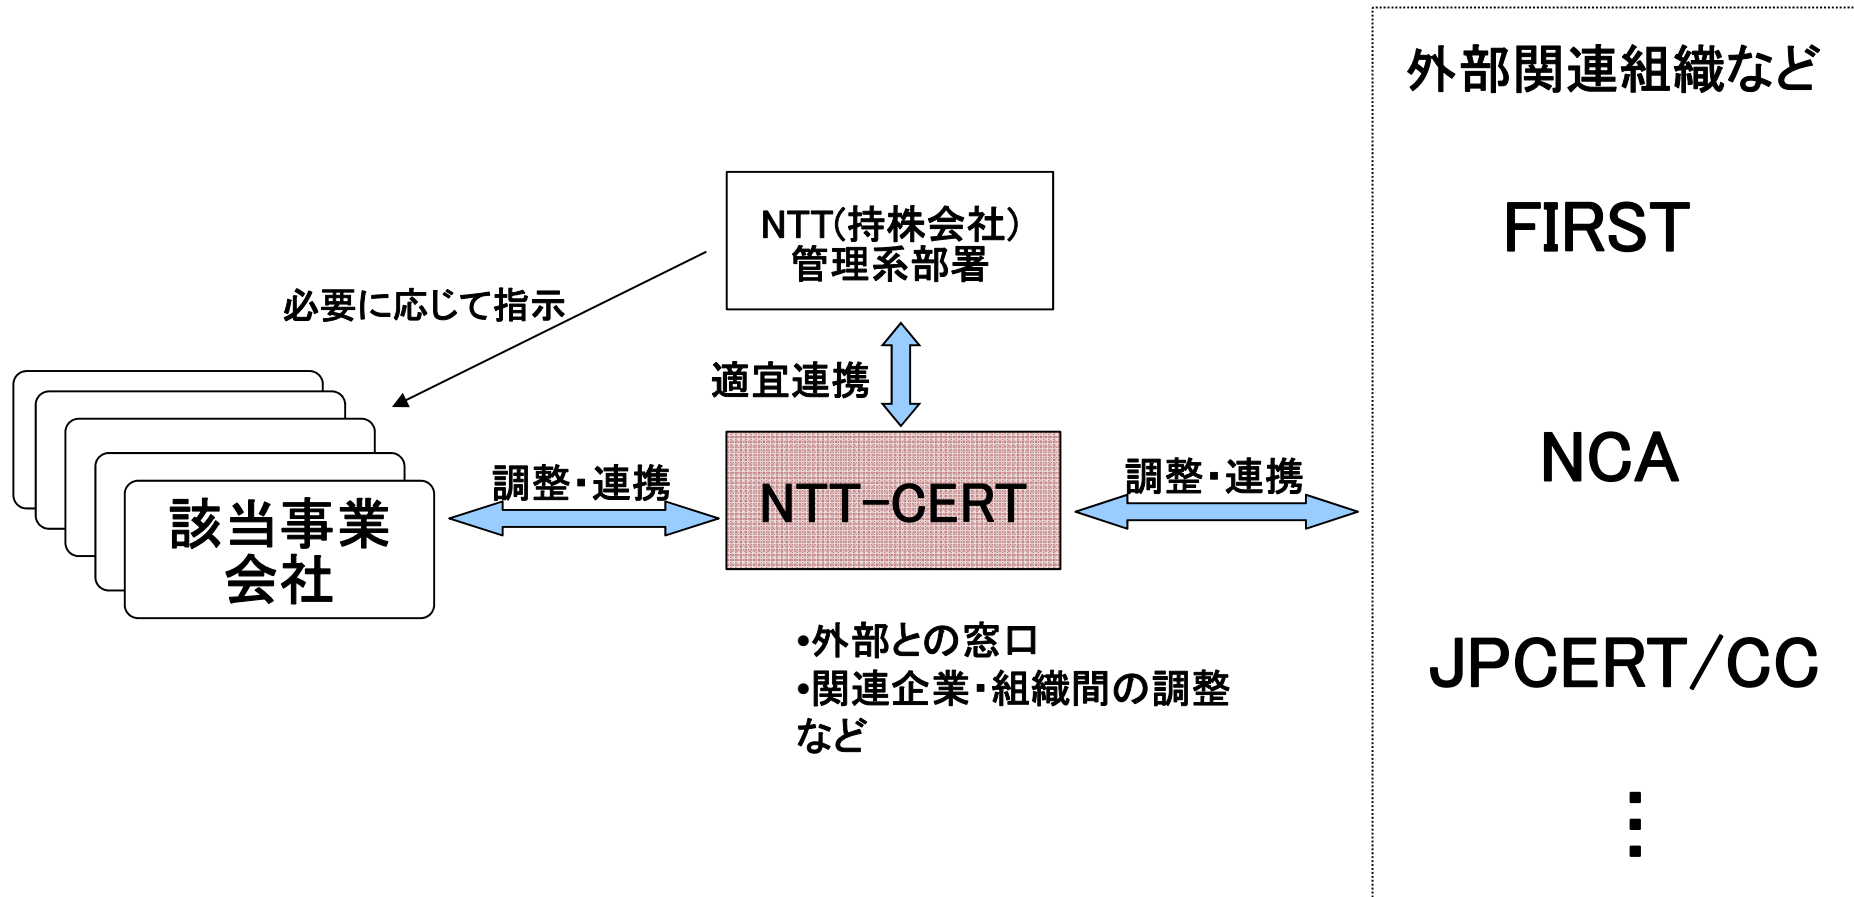 外部関連組織など
FIRST
NCA
JPCERT/CC
⋮
NTT(持株会社)
管理系部署
必要に応じて指示
適宜連携
該当事業
会社
調整・連携
NTT-CERT
調整・連携
•外部との窓口
•関連企業・組織間の調整
など